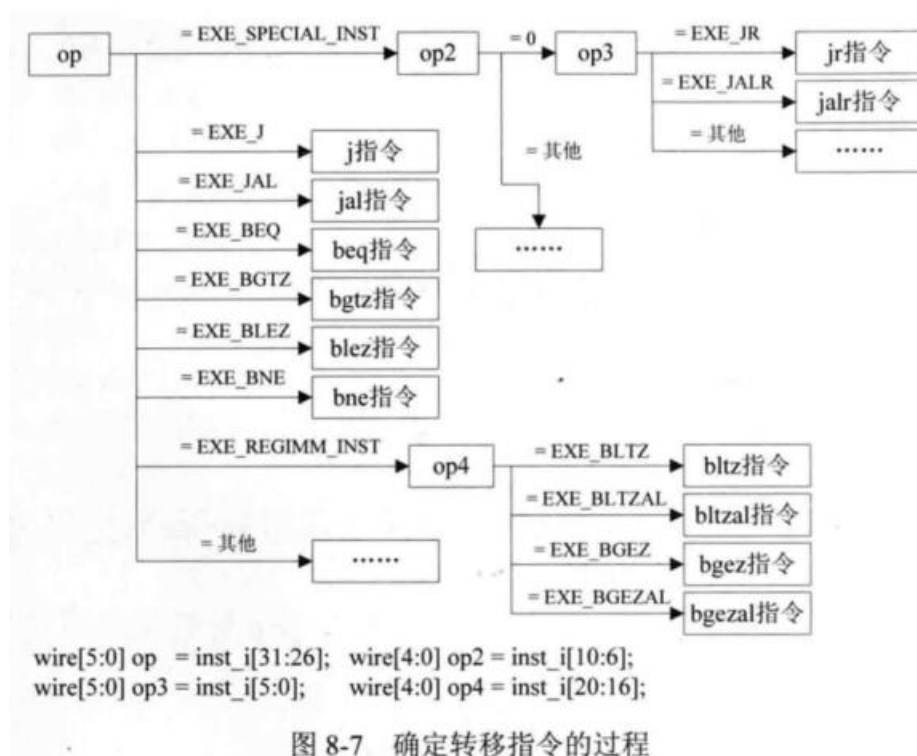 op
= EXE_SPECIAL_INST
op2
= 0
op3
= EXE_JR
jr指令
= EXE_JALR
jalr指令
= 其他
······
= 其他
······
= EXE_J
j指令
= EXE_JAL
jal指令
= EXE_BEQ
beq指令
= EXE_BGTZ
bgtz指令
= EXE_BLEZ
blez指令
= EXE_BNE
bne指令
= EXE_REGIMM_INST
op4
= EXE_BLTZ
bltz指令
= EXE_BLTZAL
bltzal指令
= EXE_BGEZ
bgez指令
= EXE_BGEZAL
bgezal指令
= 其他
······
wire[5:0] op = inst_i[31:26]; wire[4:0] op2 = inst_i[10:6];
wire[5:0] op3 = inst_i[5:0]; wire[4:0] op4 = inst_i[20:16];
图 8-7 确定转移指令的过程